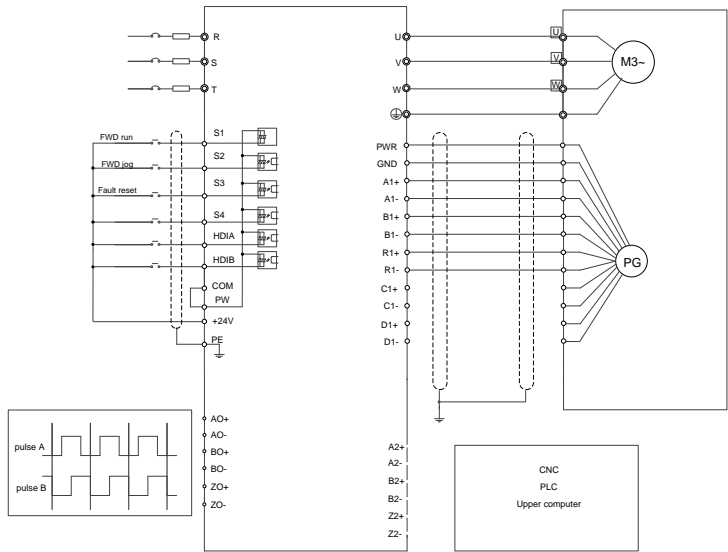 R
S
T
U
V
W
U
V
W
M3~
FWD run
S1
FWD jog
S2
Fault reset
S3
S4
HDIA
HDIB
COM
PW
+24V
PE
PWR
GND
A1+
A1-
B1+
B1-
R1+
R1-
C1+
C1-
D1+
D1-
PG
pulse A
pulse B
AO+
AO-
BO+
BO-
ZO+
ZO-
A2+
A2-
B2+
B2-
Z2+
Z2-
CNC
PLC
Upper computer